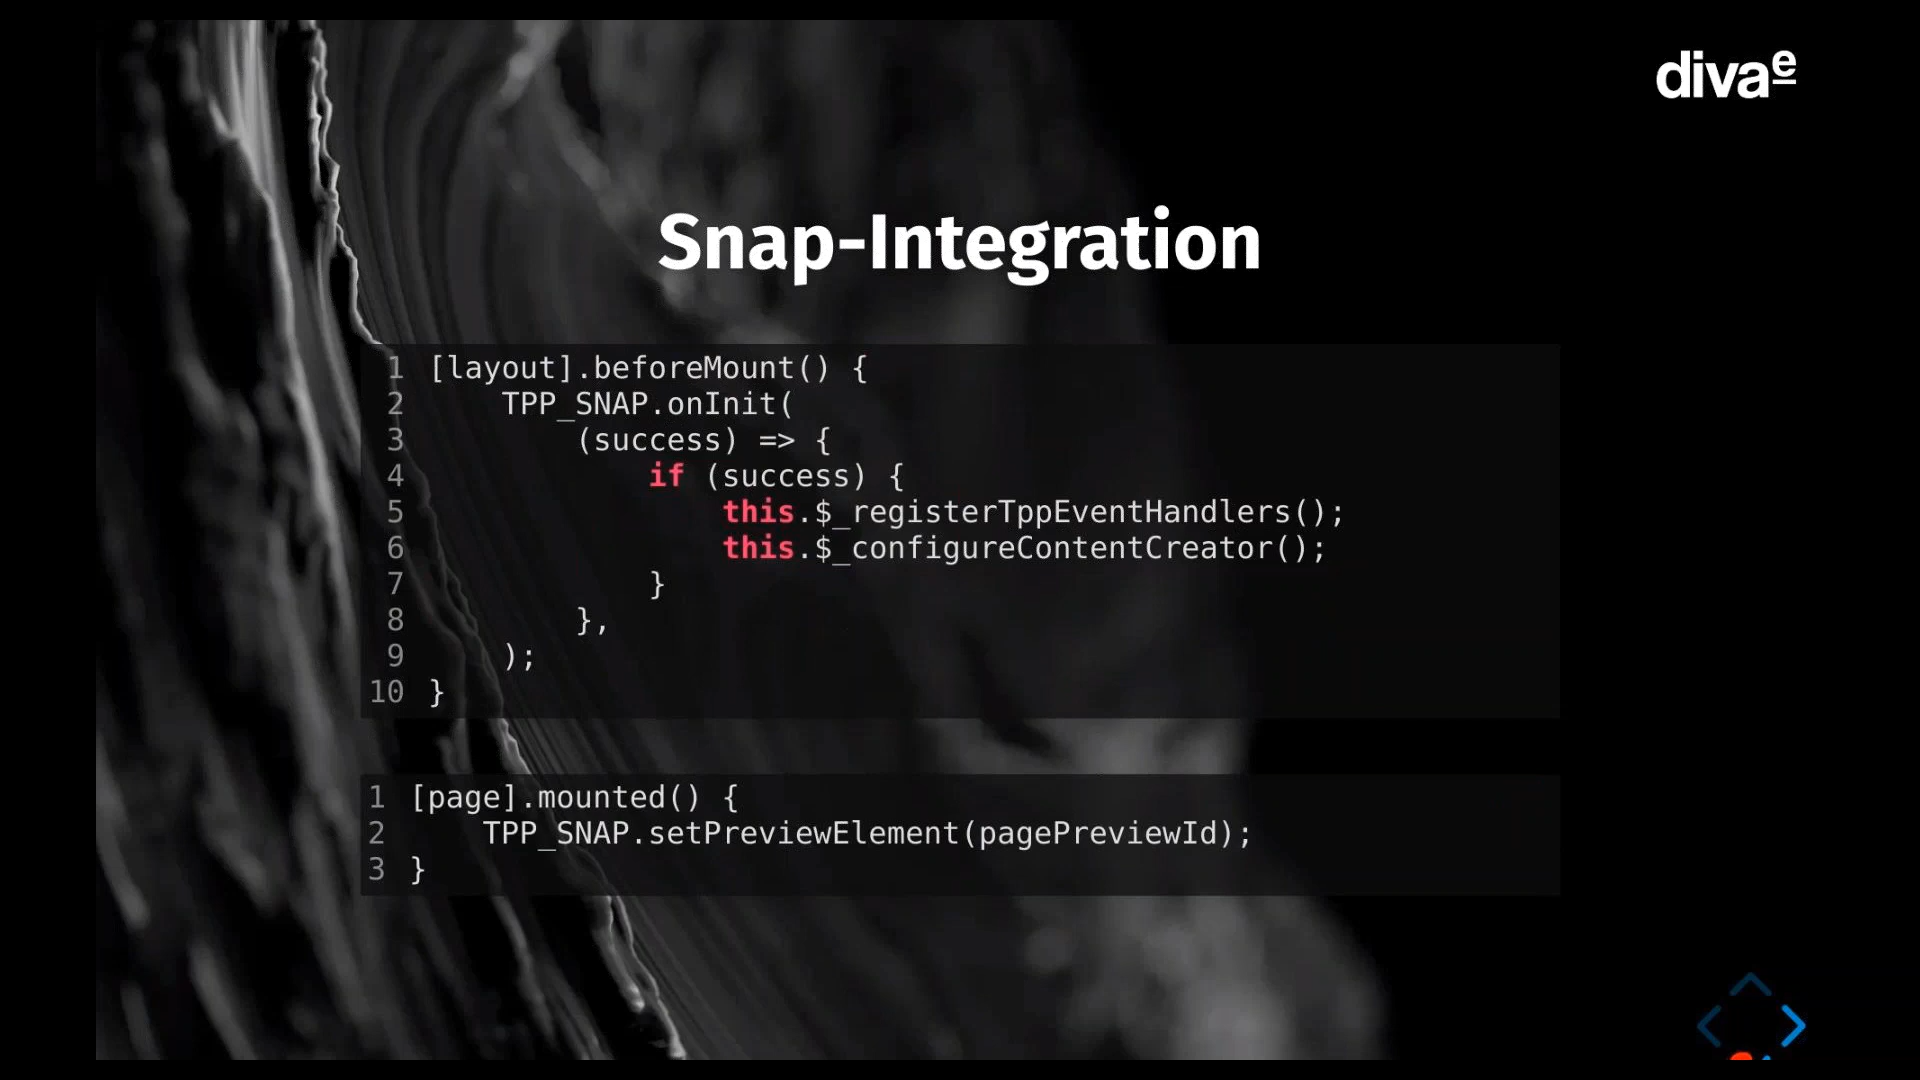 divae
Snap-Integration
1 [layout].beforeMount() {
2 TPP_SNAP.onInit(
3 (success) => {
4 if (success) {
5 this.$_registerTppEventHandlers();
6 this.$_configureContentCreator();
7 }
8 },
9 );
10 }
1 [page].mounted() {
2 TPP_SNAP.setPreviewElement(pagePreviewId);
3 }